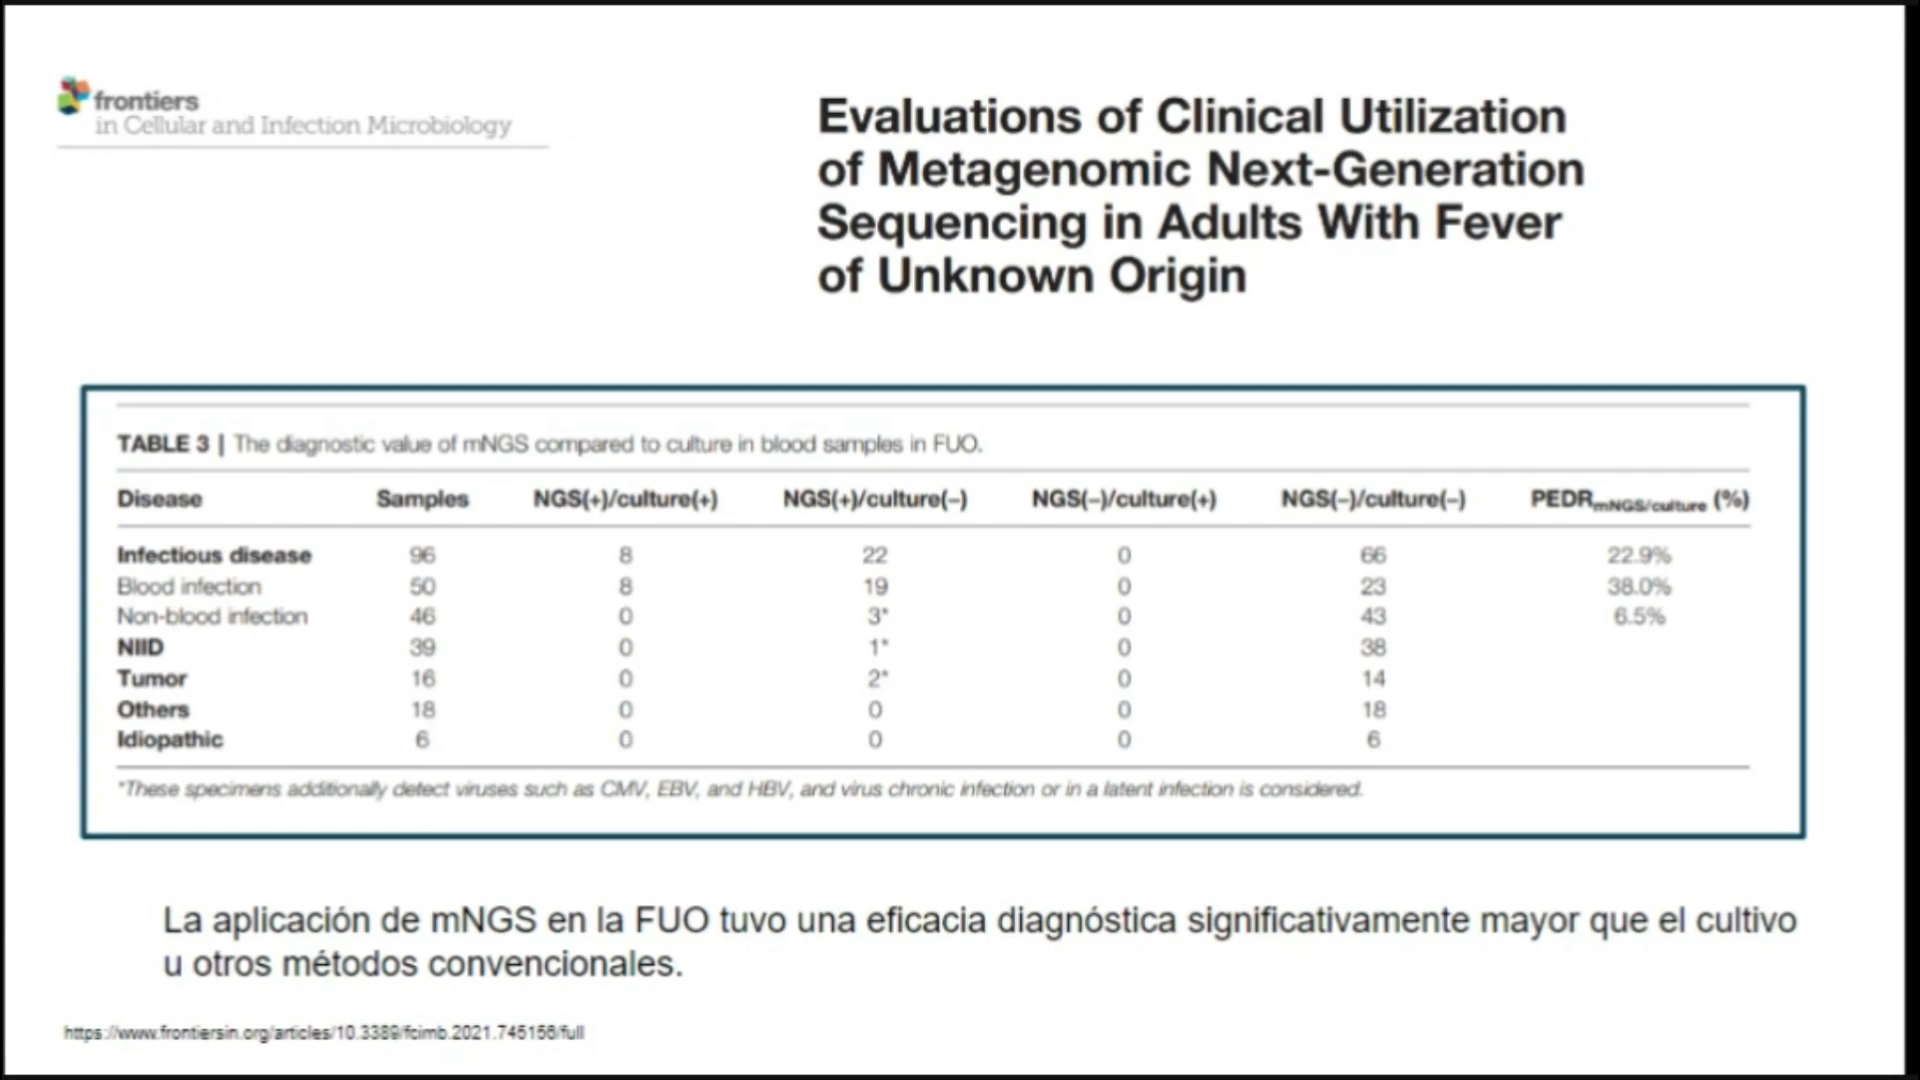 frontiers
in Cellular and Infection Microbiology
Evaluations of Clinical Utilization
of Metagenomic Next-Generation
Sequencing in Adults With Fever
of Unknown Origin
TABLE 3 | The diagnostic value of mNGS compared to culture in blood samples in FUO.
Disease Samples NGS(+)/culture(+) NGS(+)/culture(–) NGS(–)/culture(+) NGS(–)/culture(–) PEDRmNGS/culture (%)
Infectious disease 96 8 22 0 66 22.9%
Blood infection 50 8 19 0 23 38.0%
Non-blood infection 46 0 3* 0 43 6.5%
NIID 39 0 1* 0 38
Tumor 16 0 2* 0 14
Others 18 0 0 0 18
Idiopathic 6 0 0 0 6
*These specimens additionally detect viruses such as CMV, EBV, and HBV, and virus chronic infection or in a latent infection is considered.
La aplicación de mNGS en la FUO tuvo una eficacia diagnóstica significativamente mayor que el cultivo
u otros métodos convencionales.
https://www.frontiersin.org/articles/10.3389/fcimb.2021.745156/full